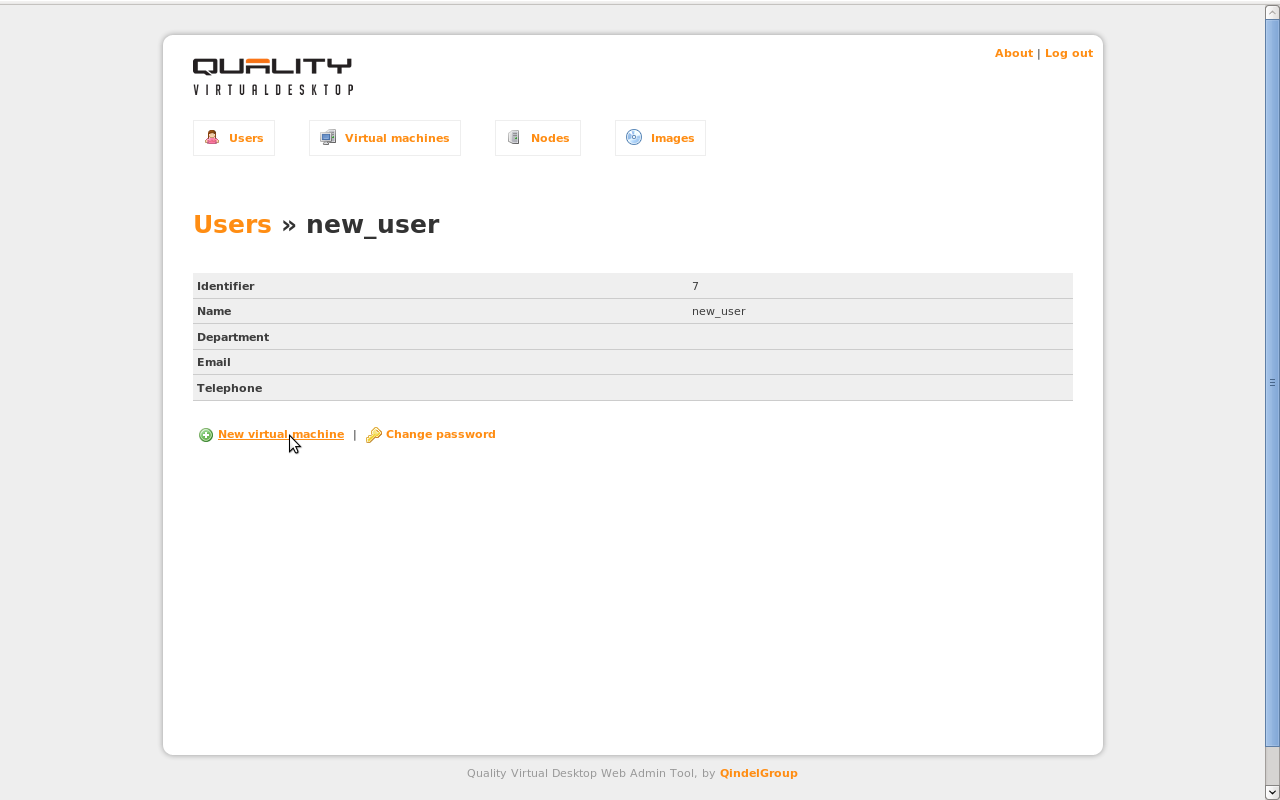 About | Log out
QUALITY
VIRTUALDESKTOP
Users
Virtual machines
Nodes
Images
Users » new_user
Identifier 7
Name new_user
Department
Email
Telephone
New virtual machine | Change password
Quality Virtual Desktop Web Admin Tool, by QindelGroup